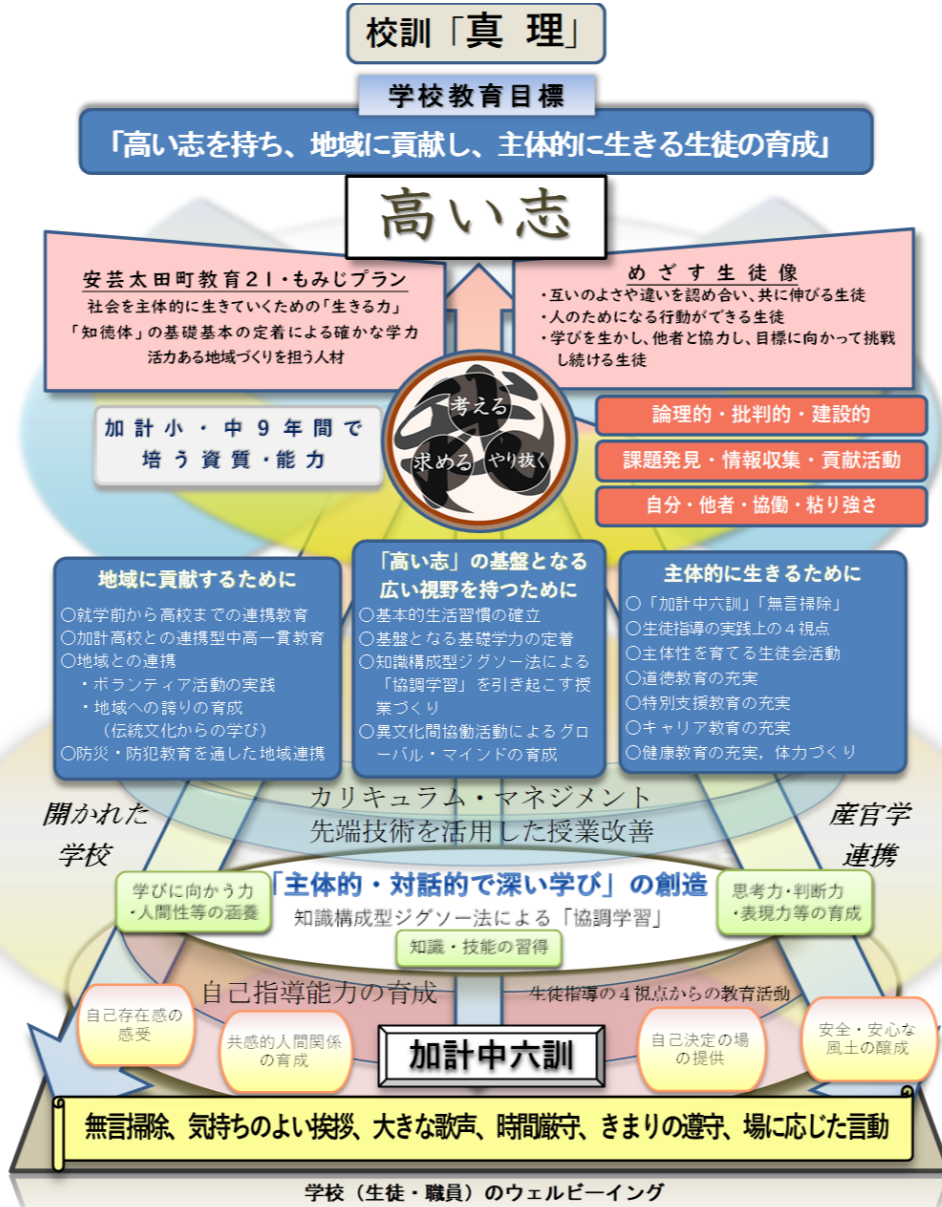 校訓「真 理」
学校教育目標
「高い志を持ち、地域に貢献し、主体的に生きる生徒の育成」
高い志
安芸太田町教育21・もみじプラン
社会を主体的に生きていくための「生きる力」
「知徳体」の基礎基本の定着による確かな学力
活力ある地域づくりを担う人材
めざす生徒像
・互いのよさや違いを認め合い、共に伸びる生徒
・人のためになる行動ができる生徒
・学びを生かし、他者と協力し、目標に向かって挑戦
し続ける生徒
加計小・中9年間で
培う資質・能力
考える
求める やり抜く
論理的・批判的・建設的
課題発見・情報収集・貢献活動
自分・他者・協働・粘り強さ
地域に貢献するために
○就学前から高校までの連携教育
○加計高校との連携型中高一貫教育
○地域との連携
・ボランティア活動の実践
・地域への誇りの育成
(伝統文化からの学び)
○防災・防犯教育を通した地域連携
「高い志」の基盤となる
広い視野を持つために
○基本的生活習慣の確立
○基盤となる基礎学力の定着
○知識構成型ジグソー法による
「協調学習」を引き起こす授
業づくり
○異文化間協働活動によるグロ
ーバル・マインドの育成
主体的に生きるために
○「加計中六訓」「無言掃除」
○生徒指導の実践上の4視点
○主体性を育てる生徒会活動
○道徳教育の充実
○特別支援教育の充実
○キャリア教育の充実
○健康教育の充実,体力づくり
開かれた
学校
カリキュラム・マネジメント
先端技術を活用した授業改善
産官学
連携
「主体的・対話的で深い学び」の創造
知識構成型ジグソー法による「協調学習」
学びに向かう力
・人間性等の涵養
知識・技能の習得
思考力・判断力
・表現力等の育成
自己指導能力の育成
生徒指導の4視点からの教育活動
自己存在感の
感受
共感的人間関係
の育成
加計中六訓
自己決定の場
の提供
安全・安心な
風土の醸成
無言掃除、気持ちのよい挨拶、大きな歌声、時間厳守、きまりの遵守、場に応じた言動
学校(生徒・職員)のウェルビーイング